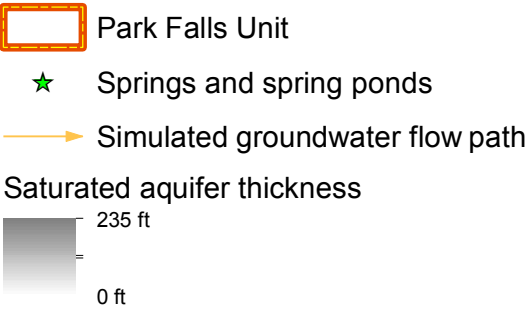 Park Falls Unit
Springs and spring ponds
Simulated groundwater flow path
Saturated aquifer thickness
235 ft
0 ft